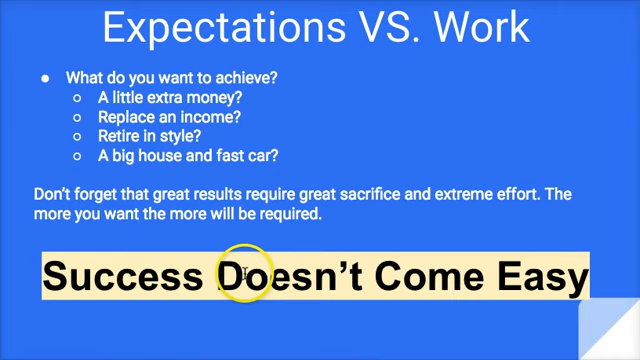 Expectations VS. Work
● What do you want to achieve?
○ A little extra money?
○ Replace an income?
○ Retire in style?
○ A big house and fast car?
Don't forget that great results require great sacrifice and extreme effort. The
more you want the more will be required.
Success Doesn't Come Easy